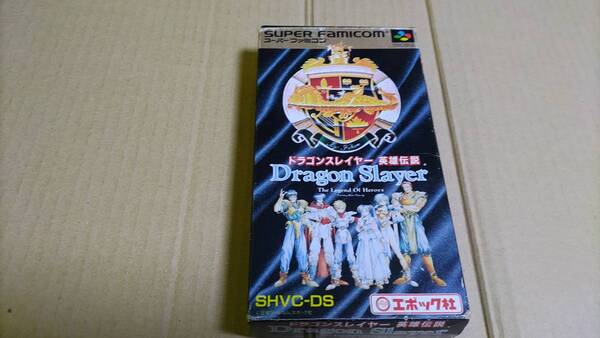 SUPER FAMICOM
スーパーファミコン
ドラゴンスレイヤー 英雄伝説
Dragon Slayer
The Legend Of Heroes
SHVC-DS
エポック社
ドラゴンスレイヤー 英雄伝説